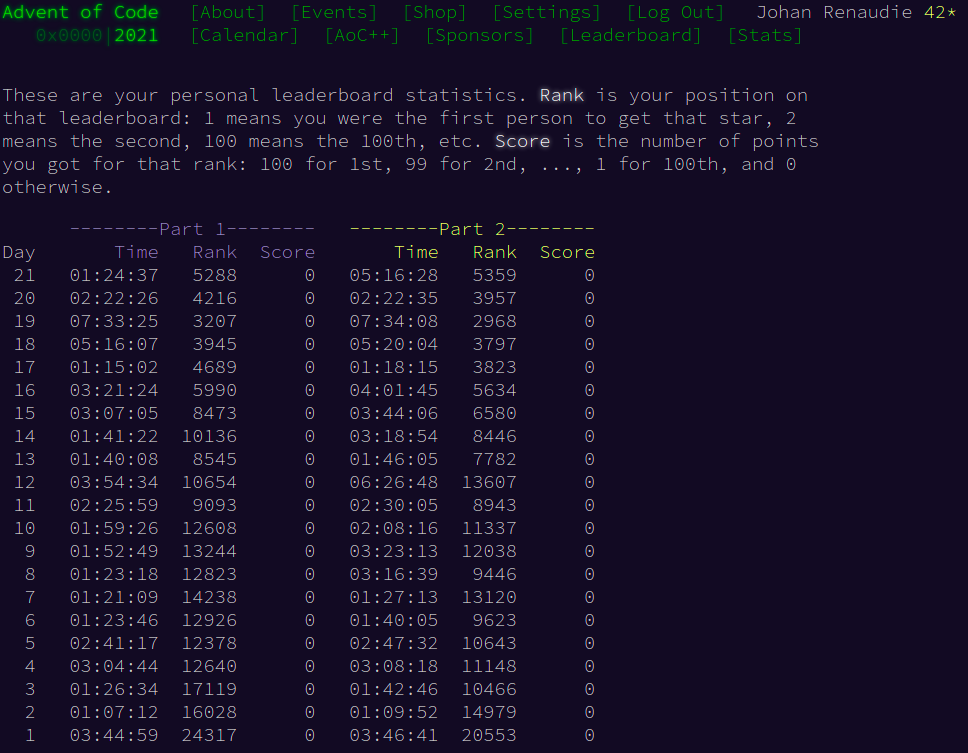 Advent of Code [About] [Events] [Shop] [Settings] [Log Out] Johan Renaudie 42*
0x0000|2021 [Calendar] [AoC++] [Sponsors] [Leaderboard] [Stats]
These are your personal leaderboard statistics. Rank is your position on
that leaderboard: 1 means you were the first person to get that star, 2
means the second, 100 means the 100th, etc. Score is the number of points
you got for that rank: 100 for 1st, 99 for 2nd, ..., 1 for 100th, and 0
otherwise.
--------Part 1-------- --------Part 2--------
Day Time Rank Score Time Rank Score
21 01:24:37 5288 0 05:16:28 5359 0
20 02:22:26 4216 0 02:22:35 3957 0
19 07:33:25 3207 0 07:34:08 2968 0
18 05:16:07 3945 0 05:20:04 3797 0
17 01:15:02 4689 0 01:18:15 3823 0
16 03:21:24 5990 0 04:01:45 5634 0
15 03:07:05 8473 0 03:44:06 6580 0
14 01:41:22 10136 0 03:18:54 8446 0
13 01:40:08 8545 0 01:46:05 7782 0
12 03:54:34 10654 0 06:26:48 13607 0
11 02:25:59 9093 0 02:30:05 8943 0
10 01:59:26 12608 0 02:08:16 11337 0
9 01:52:49 13244 0 03:23:13 12038 0
8 01:23:18 12823 0 03:16:39 9446 0
7 01:21:09 14238 0 01:27:13 13120 0
6 01:23:46 12926 0 01:40:05 9623 0
5 02:41:17 12378 0 02:47:32 10643 0
4 03:04:44 12640 0 03:08:18 11148 0
3 01:26:34 17119 0 01:42:46 10466 0
2 01:07:12 16028 0 01:09:52 14979 0
1 03:44:59 24317 0 03:46:41 20553 0